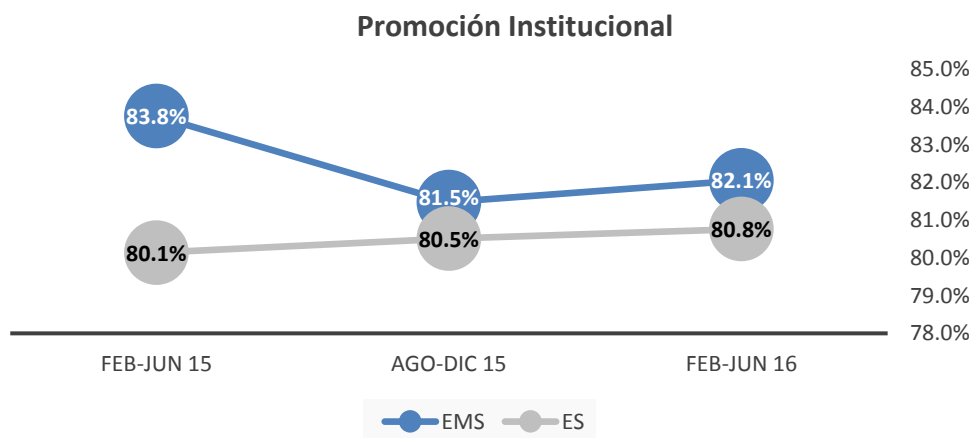 Promoción Institucional
85.0%
84.0%
83.0%
82.0%
81.0%
80.0%
79.0%
78.0%
83.8%
81.5%
82.1%
80.1%
80.5%
80.8%
FEB-JUN 15
AGO-DIC 15
FEB-JUN 16
EMS
ES